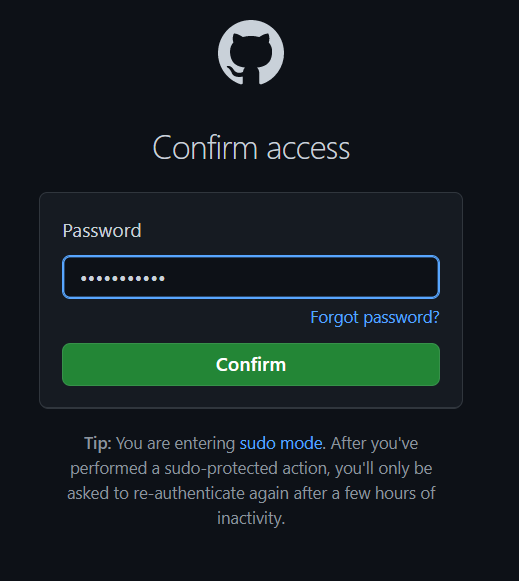 Confirm access
Password
•••••••••••
Forgot password?
Confirm
Tip: You are entering sudo mode. After you've
performed a sudo-protected action, you'll only be
asked to re-authenticate again after a few hours of
inactivity.